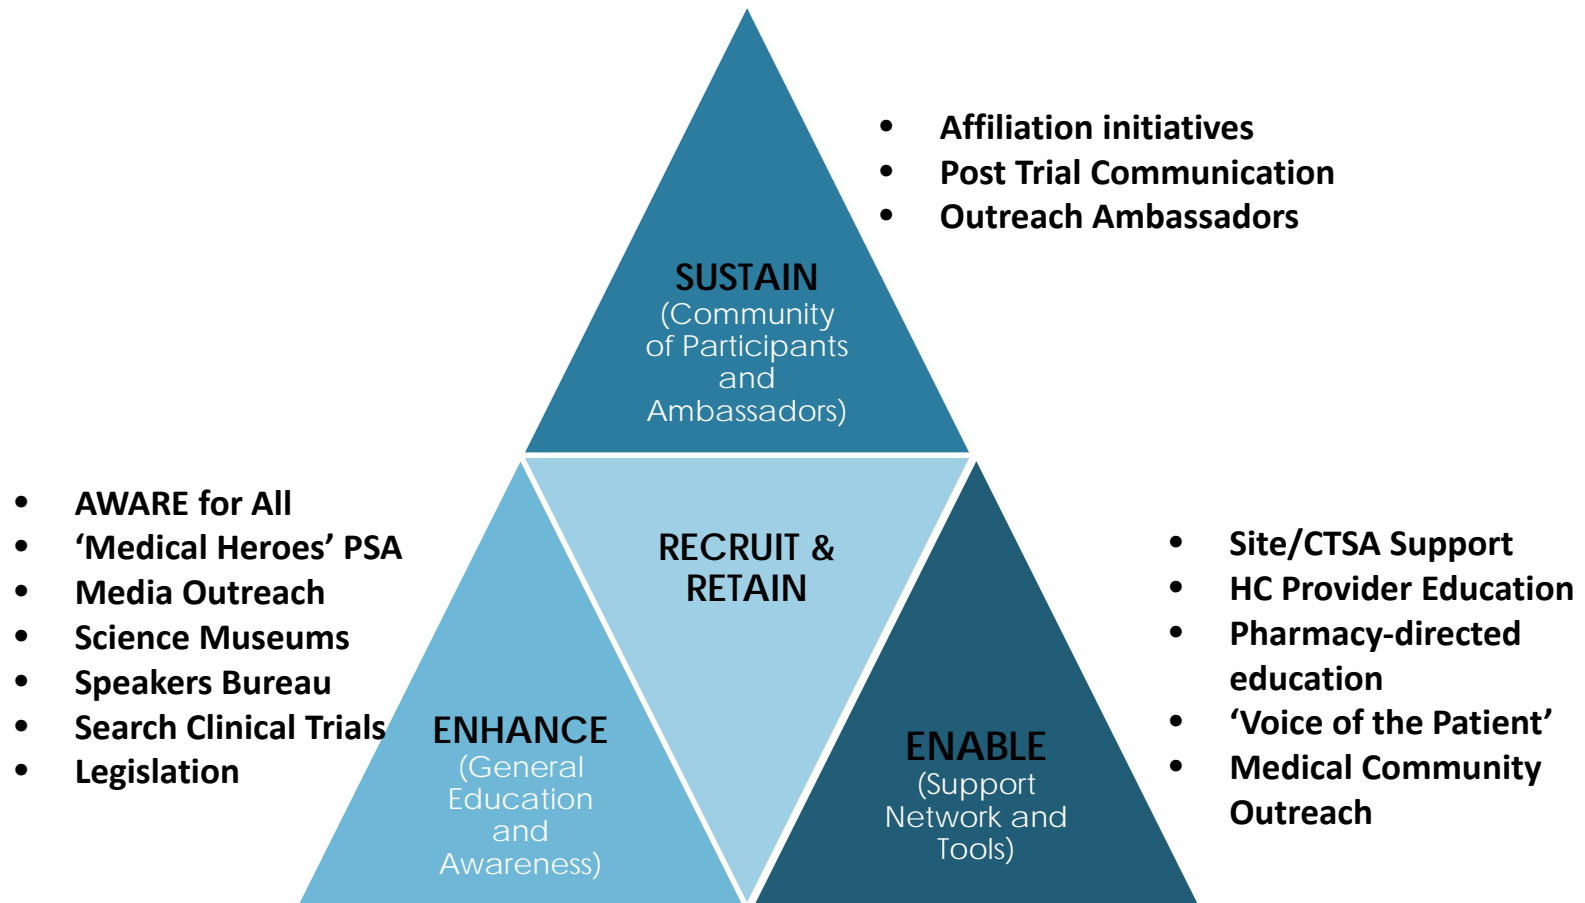 • Affiliation initiatives
• Post Trial Communication
• Outreach Ambassadors
SUSTAIN
(Community
of Participants
and
Ambassadors)
• AWARE for All
• ‘Medical Heroes’ PSA
• Media Outreach
• Science Museums
• Speakers Bureau
• Search Clinical Trials
• Legislation
RECRUIT &
RETAIN
ENHANCE
(General
Education
and
Awareness)
ENABLE
(Support
Network and
Tools)
• Site/CTSA Support
• HC Provider Education
• Pharmacy-directed
education
• ‘Voice of the Patient’
• Medical Community
Outreach